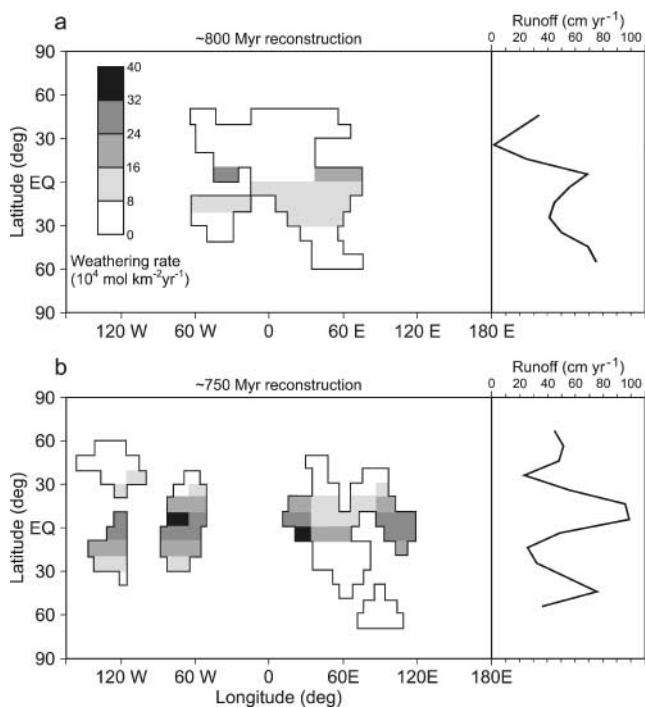 a
~800 Myr reconstruction
Runoff (cm yr⁻¹)
0 20 40 60 80 100
90
60
30
EQ
30
60
90
Latitude (deg)
40
32
24
16
8
0
Weathering rate
(10⁴ mol km⁻²yr⁻¹)
120 W 60 W 0 60 E 120 E 180 E
b
~750 Myr reconstruction
Runoff (cm yr⁻¹)
0 20 40 60 80 100
90
60
30
EQ
30
60
90
Latitude (deg)
120 W 60 W 0 60E 120E 180E
Longitude (deg)